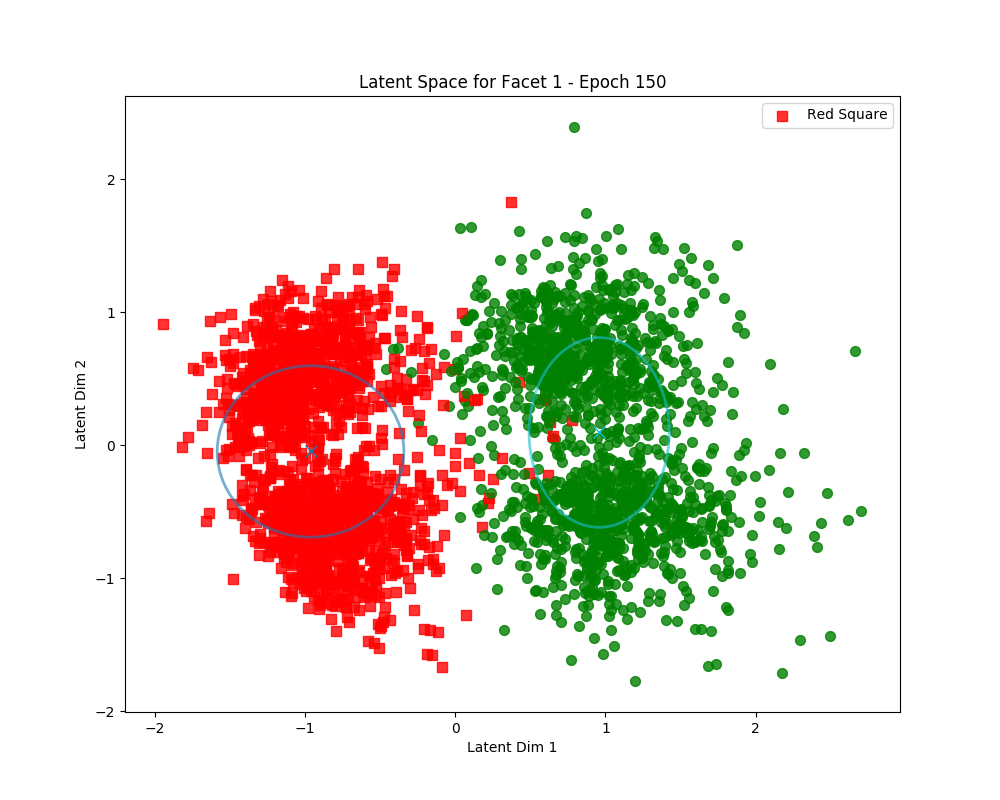 Latent Space for Facet 1 - Epoch 150
Red Square
2
1
0
−1
−2
Latent Dim 2
−2
−1
0
1
2
Latent Dim 1